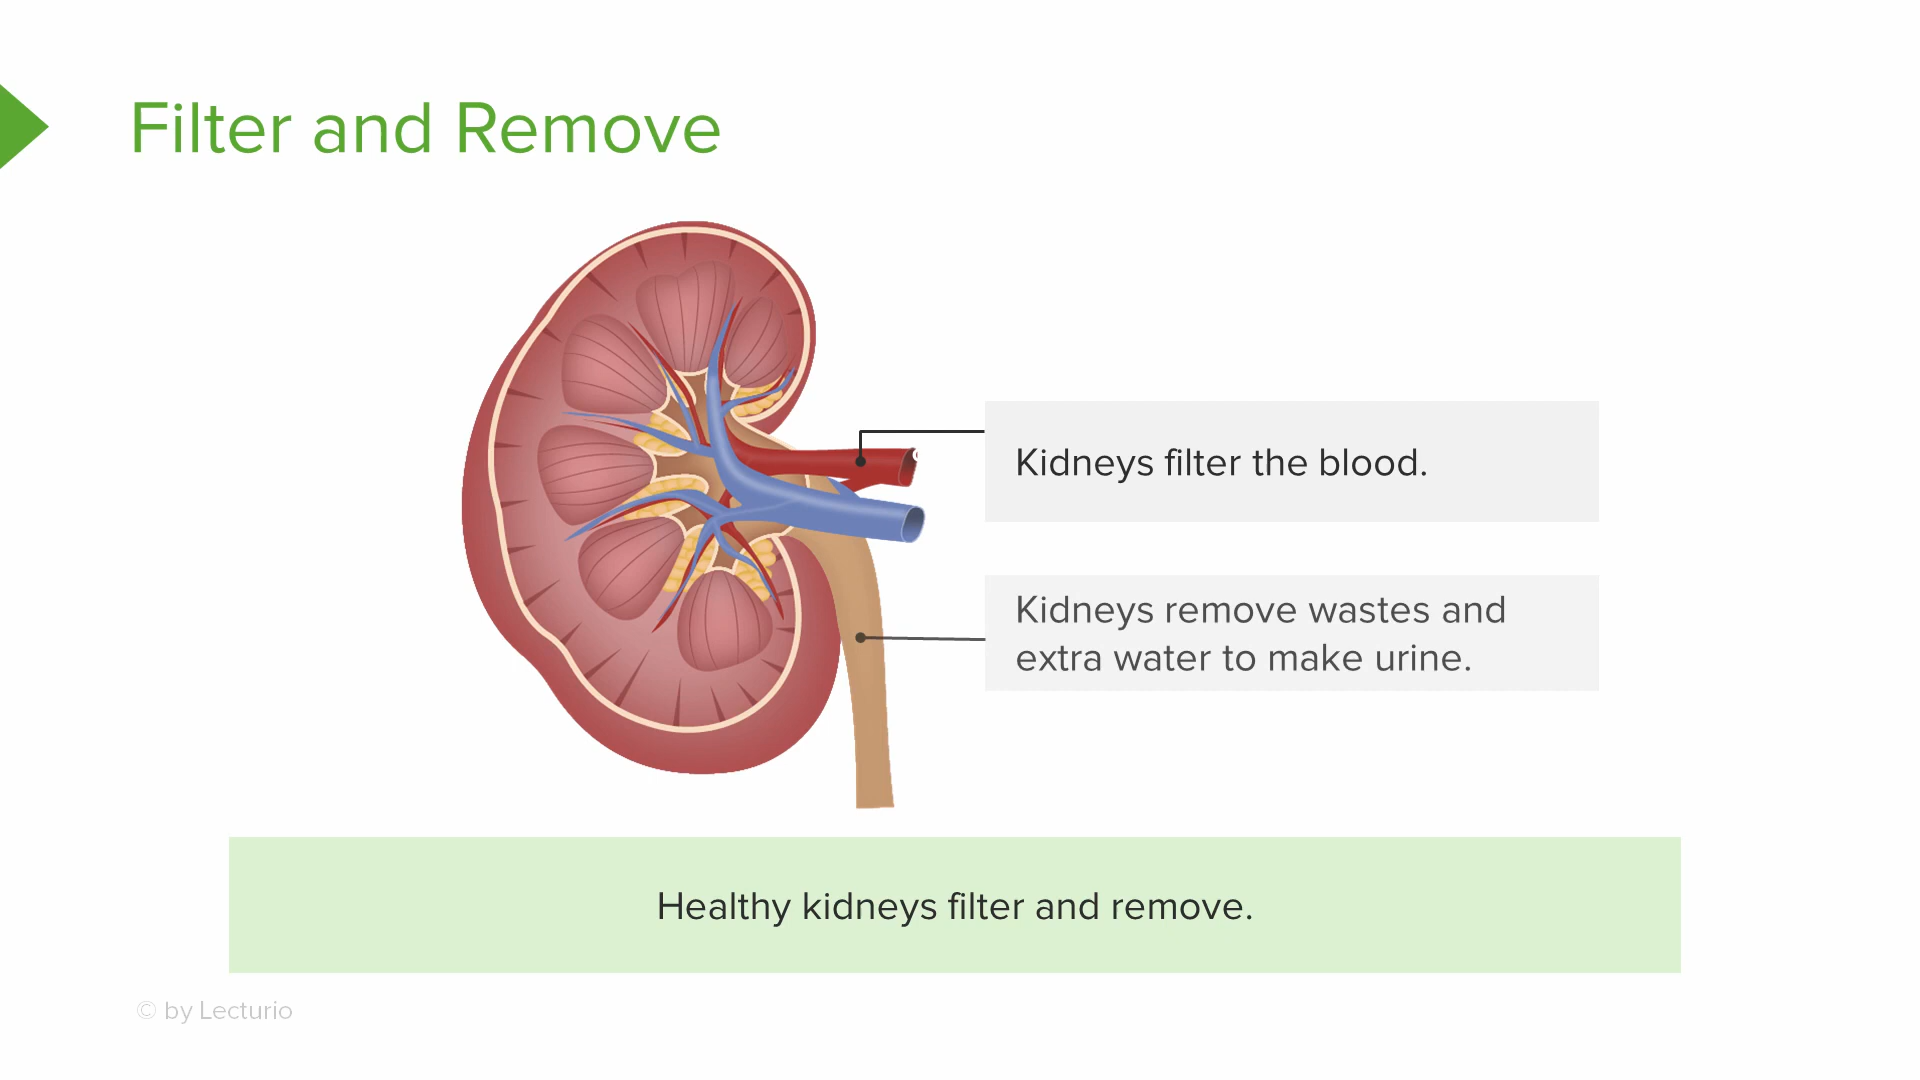 Filter and Remove
Kidneys filter the blood.
Kidneys remove wastes and
extra water to make urine.
Healthy kidneys filter and remove.
© by Lecturio